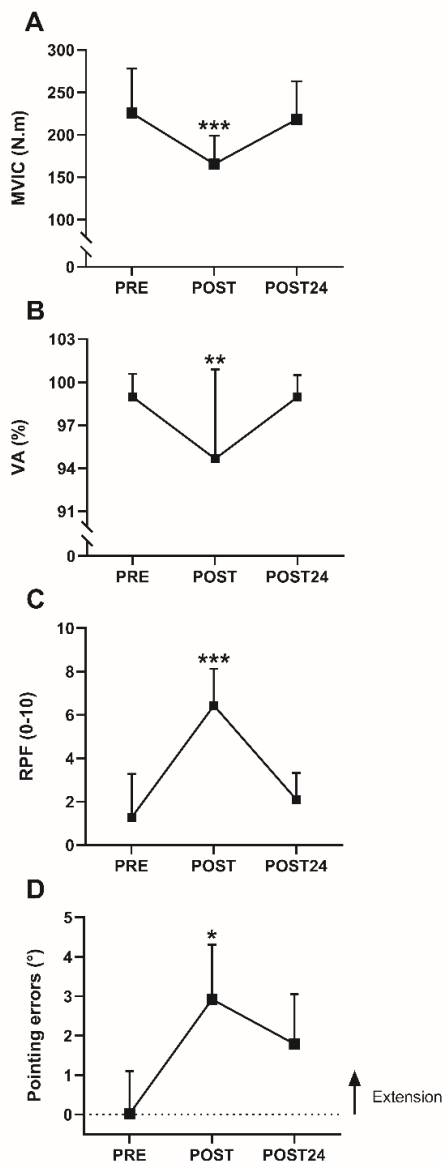 A
MVIC (N.m)
300
250
200
150
100
0
***
PRE POST POST24
B
VA (%)
103
100
97
94
91
0
**
PRE POST POST24
C
RPF (0-10)
10
8
6
4
2
0
***
PRE POST POST24
D
Pointing errors (°)
5
4
3
2
1
0
*
Extension
PRE POST POST24